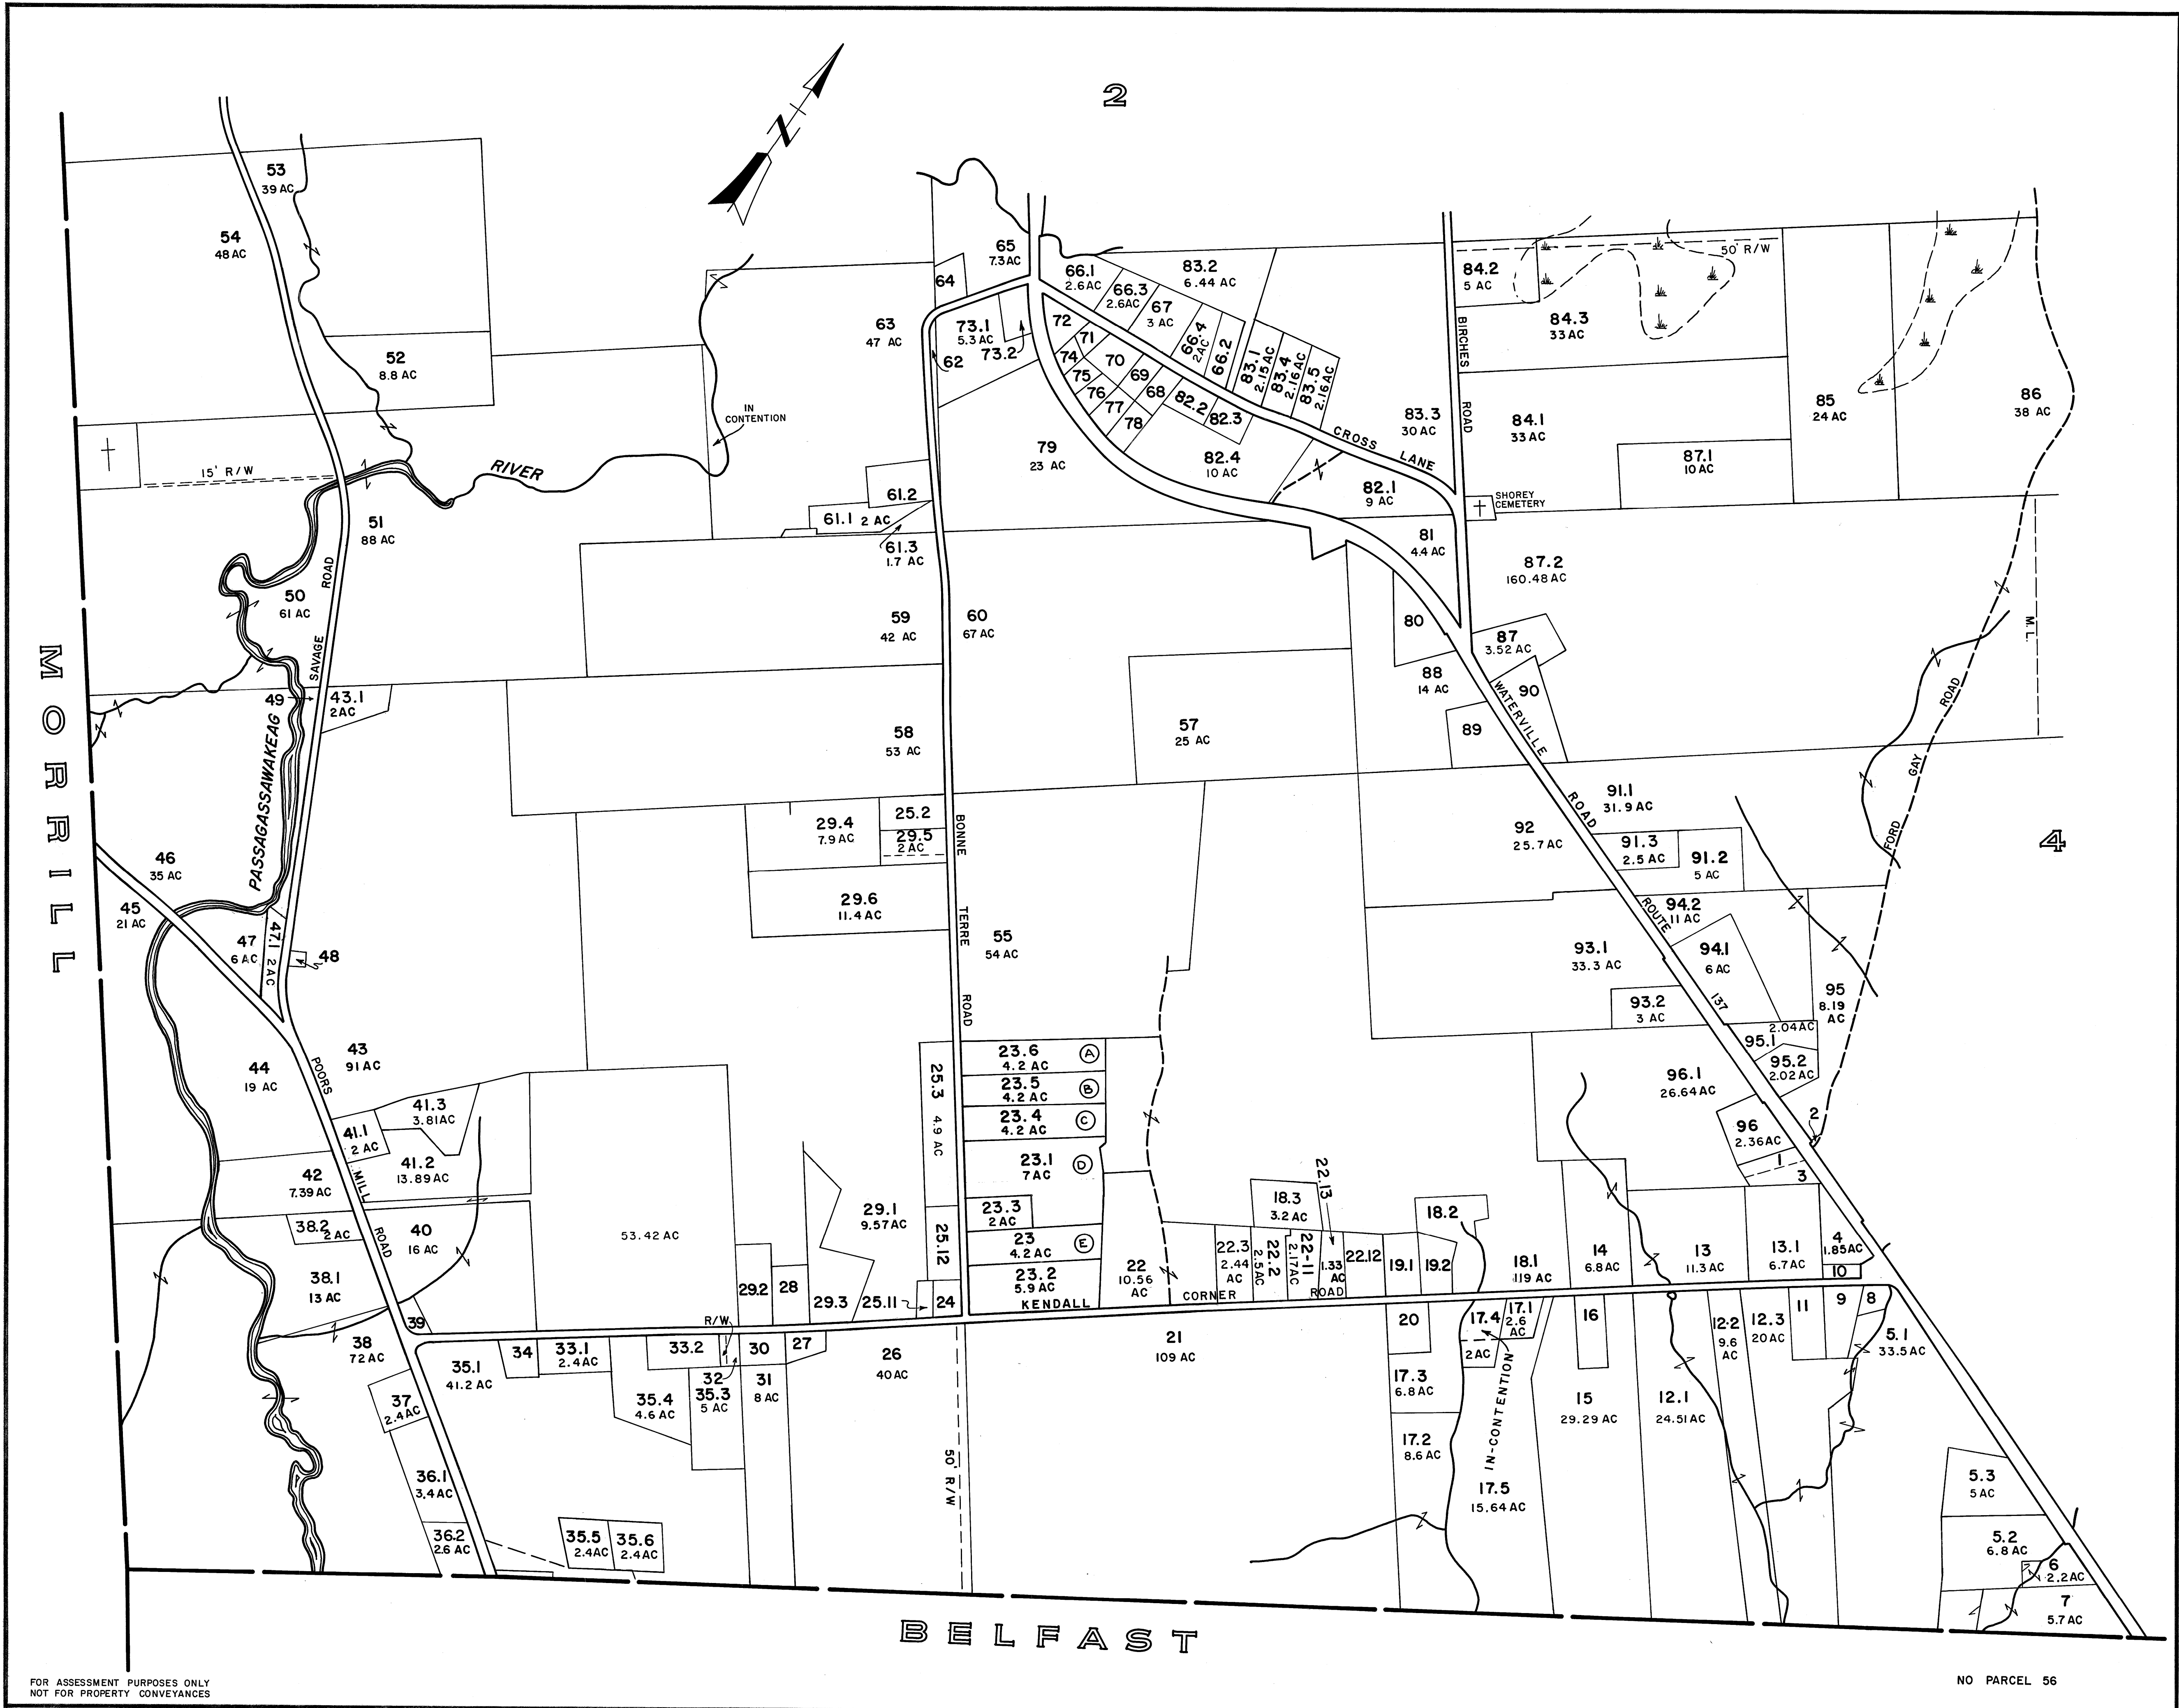 2
53
39 AC
54
48 AC
52
8.8 AC
15' R/W
RIVER
IN
CONTENTION
51
88 AC
50
61 AC
SAVAGE ROAD
49
43.1
2AC
PASSAGASSAWAKEAG
MORRILL
46
35 AC
45
21 AC
47
6 AC
47.1 2 AC
48
43
91 AC
44
19 AC
POORS MILL ROAD
41.3
3.81AC
41.1
2 AC
41.2
13.89 AC
42
7.39 AC
38.2
2 AC
40
16 AC
38.1
13 AC
39
38
72 AC
37
2.4 AC
36.1
3.4 AC
36.2
2.6 AC
N
65
7.3 AC
64
63
47 AC
62
73.1
5.3 AC
73.2
66.1
2.6AC
66.3
2.6AC
67
3 AC
83.2
6.44 AC
66.4
2AC
66.2
83.1
2.15 AC
83.4
2.16 AC
83.5
2.16 AC
72
71
74
70
75
69
76
68
77
78
82.2
82.3
79
23 AC
82.4
10 AC
CROSS LANE
82.1
9 AC
83.3
30 AC
BIRCHES ROAD
84.2
5 AC
50' R/W
84.3
33 AC
84.1
33 AC
87.1
10 AC
85
24 AC
86
38 AC
SHOREY
CEMETERY
61.2
61.1 2 AC
61.3
1.7 AC
59
42 AC
60
67 AC
81
4.4 AC
87.2
160.48 AC
80
87
3.52 AC
88
14 AC
90
89
M.L.
58
53 AC
57
25 AC
WATERVILLE ROAD
ROUTE 137
91.1
31.9 AC
92
25.7 AC
91.3
2.5 AC
91.2
5 AC
GAY FORD ROAD
4
29.4
7.9 AC
25.2
29.5
2 AC
29.6
11.4 AC
BONNE TERRE ROAD
55
54 AC
94.2
11 AC
94.1
6 AC
93.1
33.3 AC
93.2
3 AC
95
8.19
AC
2.04 AC
95.1
95.2
2.02 AC
96.1
26.64 AC
96
2.36 AC
2
1
3
25.3 4.9 AC
23.6 A
4.2 AC
23.5 B
4.2 AC
23.4 C
4.2 AC
23.1 D
7 AC
23.3
2 AC
23 E
4.2 AC
23.2
5.9 AC
25.12
29.1
9.57 AC
53.42 AC
29.2
28
29.3
25.11
24
KENDALL CORNER ROAD
22
10.56
AC
22.3
2.44
AC
22.2
2.5 AC
22-11
2.17AC
18.3
3.2 AC
22.13
1.33
AC
22.12
19.1
19.2
18.2
18.1
119 AC
14
6.8 AC
13
11.3 AC
13.1
6.7 AC
4
1.85AC
10
R/W
34
33.1
2.4 AC
33.2
30
27
35.1
41.2 AC
32
35.3
5 AC
35.4
4.6 AC
31
8 AC
26
40 AC
35.5
2.4 AC
35.6
2.4 AC
50' R/W
21
109 AC
20
17.4
2 AC
17.1
2.6
AC
17.3
6.8 AC
17.2
8.6 AC
IN-CONTENTION
17.5
15.64 AC
16
15
29.29 AC
12.1
24.51 AC
12.2
9.6
AC
12.3
20 AC
11
9
8
5.1
33.5 AC
5.3
5 AC
5.2
6.8 AC
6
2.2AC
7
5.7 AC
BELFAST
FOR ASSESSMENT PURPOSES ONLY
NOT FOR PROPERTY CONVEYANCES
NO PARCEL 56